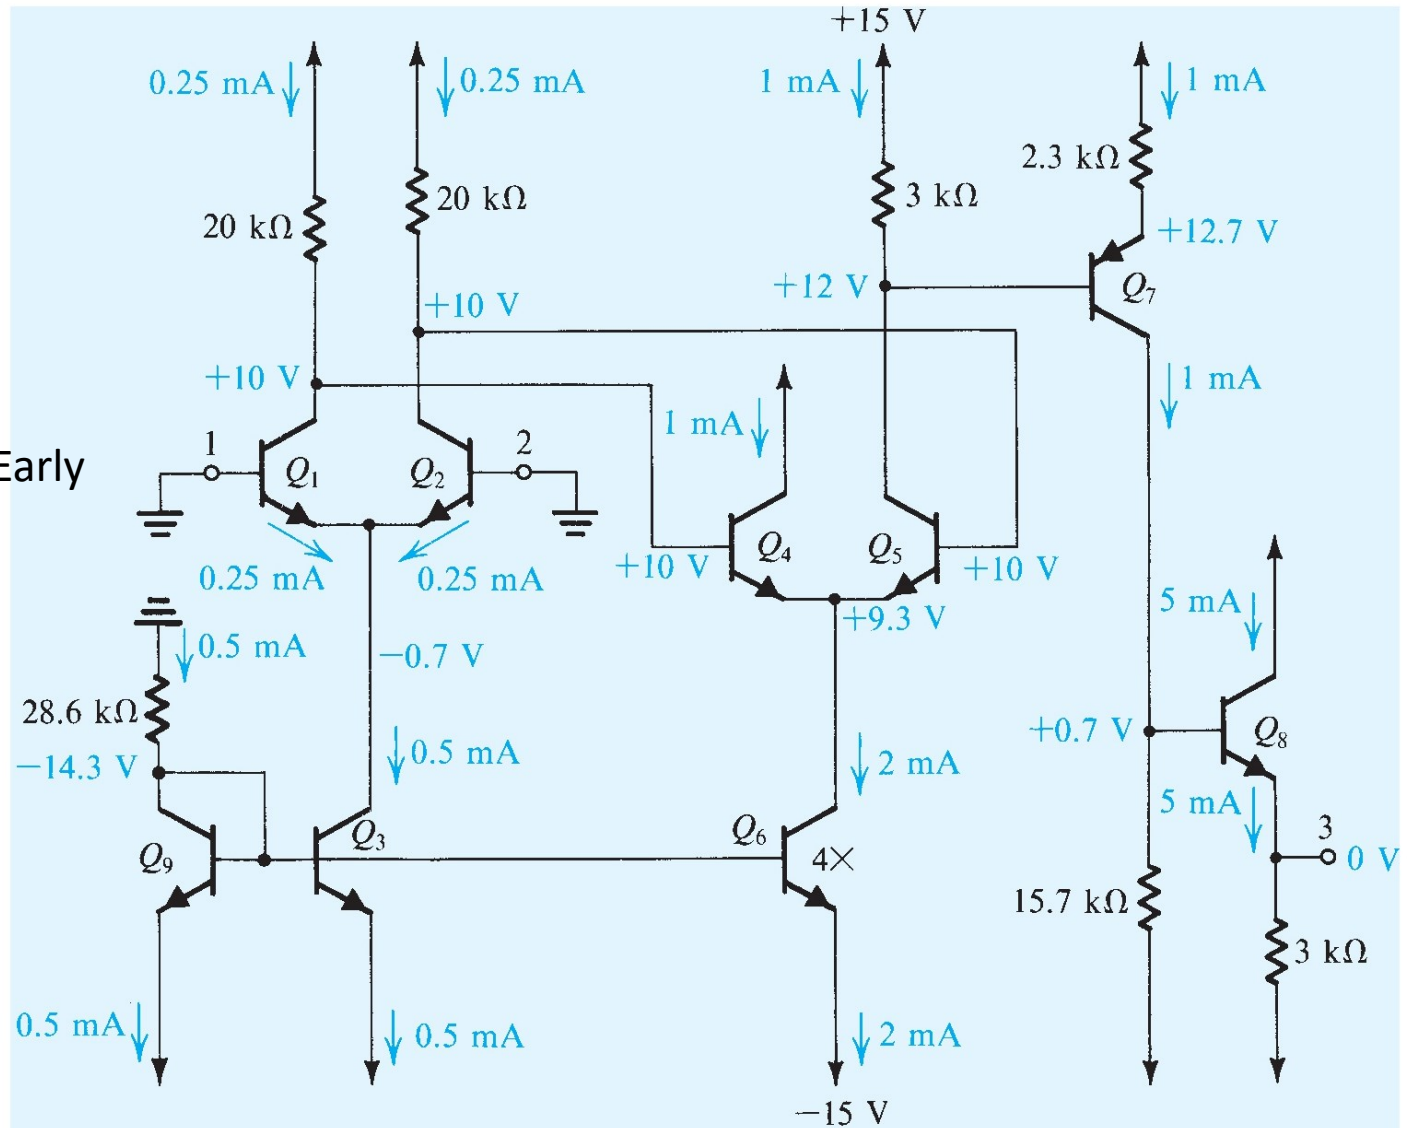 +15 V
0.25 mA
0.25 mA
1 mA
1 mA
2.3 kΩ
20 kΩ
20 kΩ
3 kΩ
+12.7 V
+12 V
Q7
+10 V
+10 V
1 mA
1 mA
Early
1
2
Q1
Q2
+10 V
Q4
Q5
+10 V
0.25 mA
0.25 mA
+9.3 V
5 mA
0.5 mA
−0.7 V
28.6 kΩ
+0.7 V
Q8
−14.3 V
0.5 mA
2 mA
5 mA
Q9
Q3
Q6
4×
3
0 V
15.7 kΩ
3 kΩ
0.5 mA
0.5 mA
2 mA
−15 V